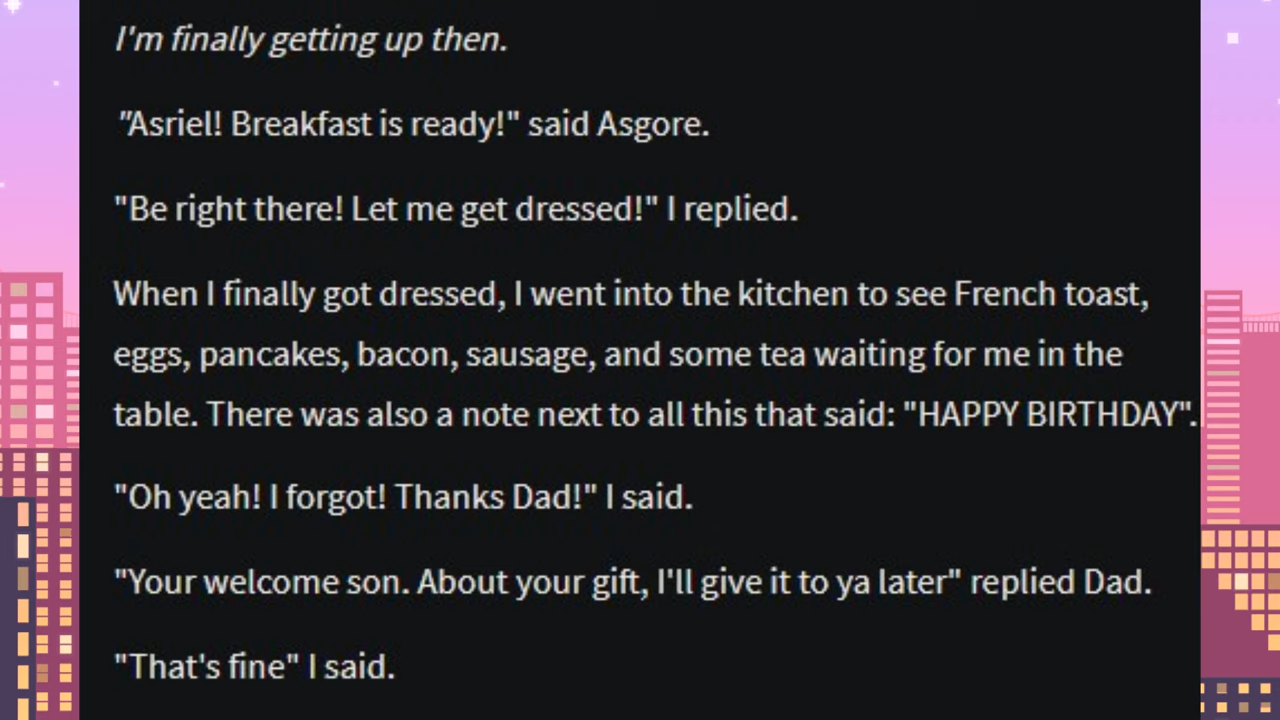 I'm finally getting up then.
"Asriel! Breakfast is ready!" said Asgore.
"Be right there! Let me get dressed!" I replied.
When I finally got dressed, I went into the kitchen to see French toast,
eggs, pancakes, bacon, sausage, and some tea waiting for me in the
table. There was also a note next to all this that said: "HAPPY BIRTHDAY".
"Oh yeah! I forgot! Thanks Dad!" I said.
"Your welcome son. About your gift, I'll give it to ya later" replied Dad.
"That's fine" I said.